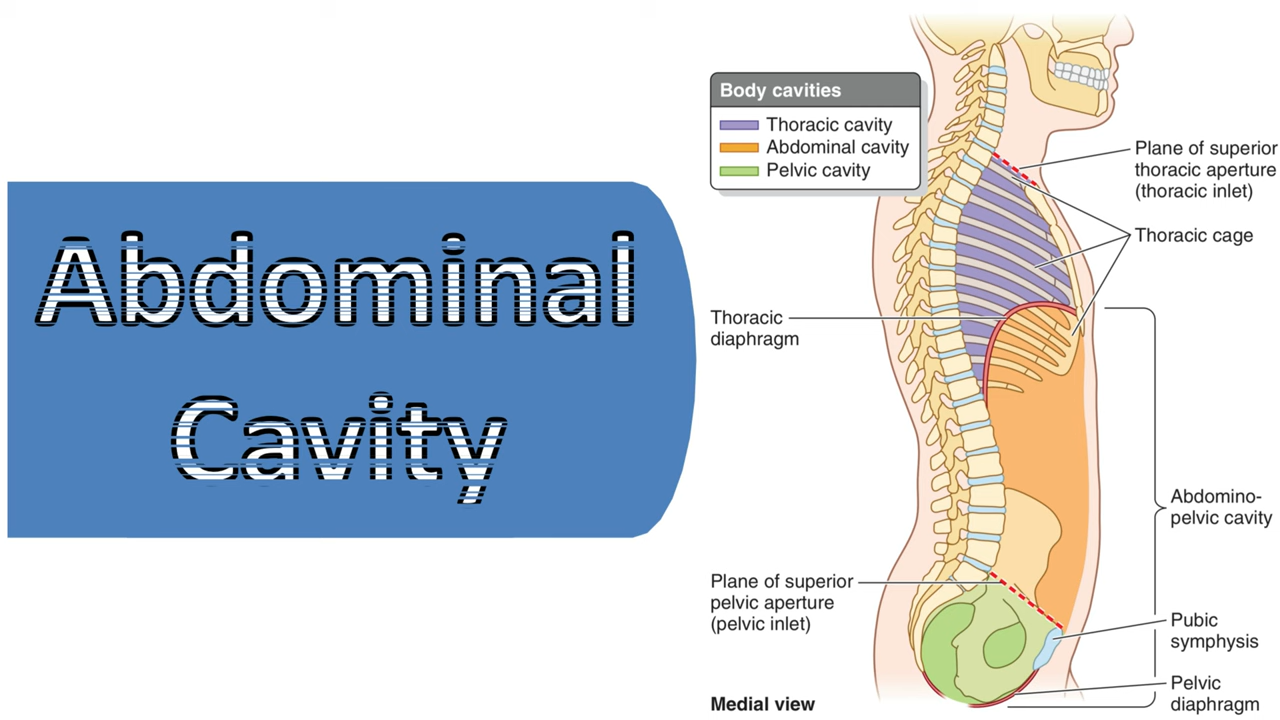 Abdominal
Cavity
Body cavities
Thoracic cavity
Abdominal cavity
Pelvic cavity
Plane of superior
thoracic aperture
(thoracic inlet)
Thoracic cage
Thoracic
diaphragm
Abdomino-
pelvic cavity
Plane of superior
pelvic aperture
(pelvic inlet)
Pubic
symphysis
Pelvic
diaphragm
Medial view